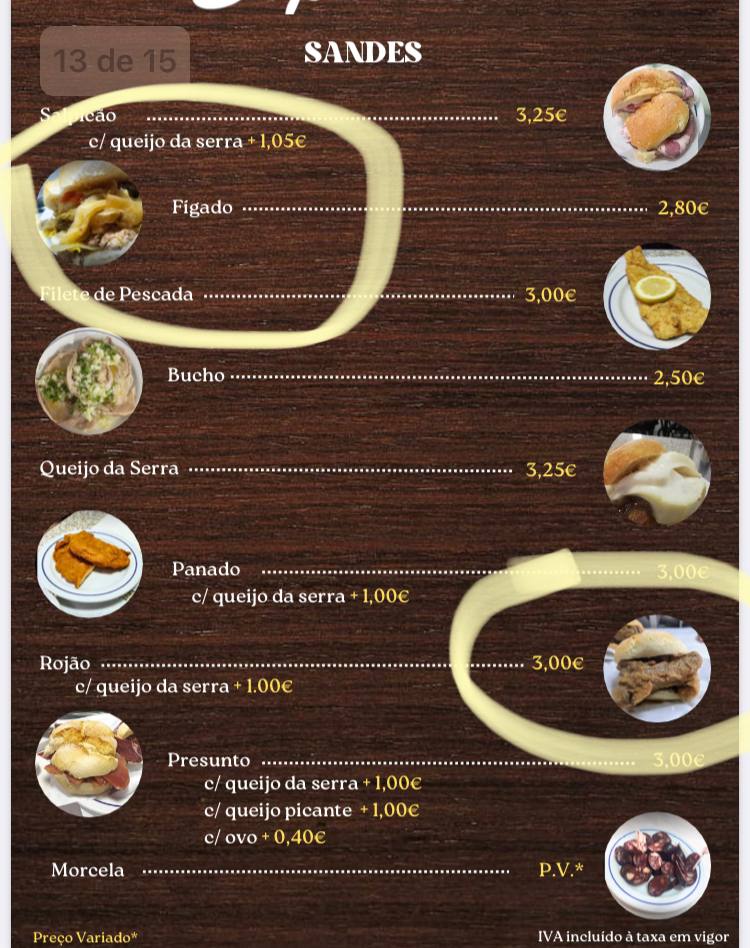 13 de 15
SANDES
Salpicão 3,25€
c/ queijo da serra + 1,05€
Fígado 2,80€
Filete de Pescada 3,00€
Bucho 2,50€
Queijo da Serra 3,25€
Panado 3,00€
c/ queijo da serra + 1,00€
Rojão 3,00€
c/ queijo da serra + 1.00€
Presunto 3,00€
c/ queijo da serra + 1,00€
c/ queijo picante + 1,00€
c/ ovo + 0,40€
Morcela P.V.*
Preço Variado* IVA incluído à taxa em vigor